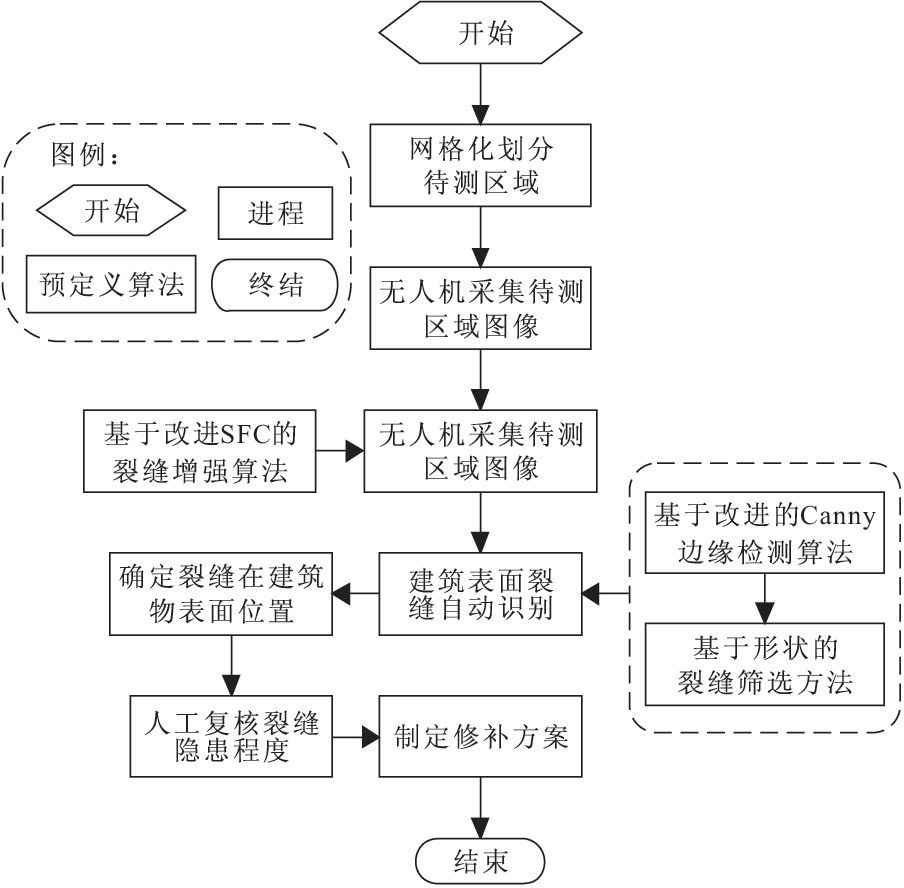 开始
网格化划分
待测区域
图例：
开始
进程
预定义算法
终结
无人机采集待测
区域图像
基于改进SFC的
裂缝增强算法
无人机采集待测
区域图像
基于改进的Canny
边缘检测算法
基于形状的
裂缝筛选方法
建筑表面裂
缝自动识别
确定裂缝在建筑
物表面位置
人工复核裂缝
隐患程度
制定修补方案
结束